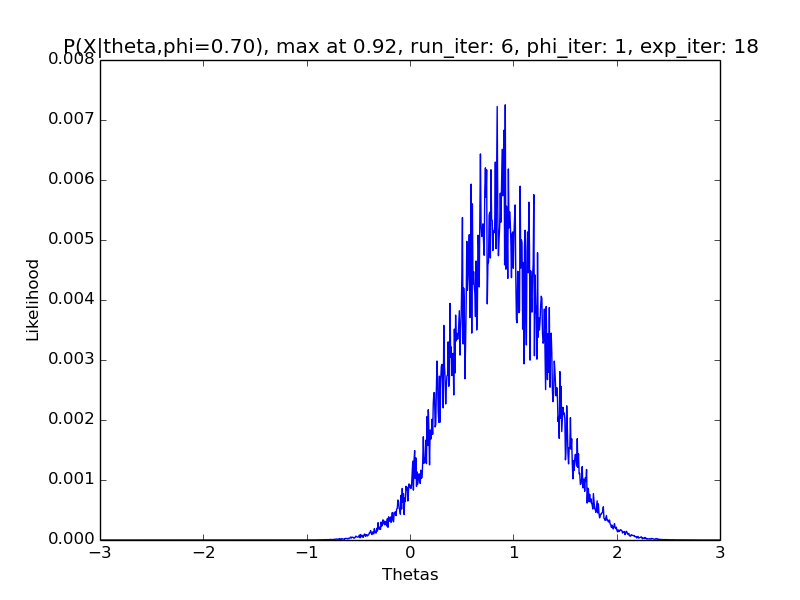 P(X|theta,phi=0.70), max at 0.92, run_iter: 6, phi_iter: 1, exp_iter: 18
0.008
0.007
0.006
0.005
0.004
0.003
0.002
0.001
0.000
Likelihood
−3 −2 −1 0 1 2 3
Thetas